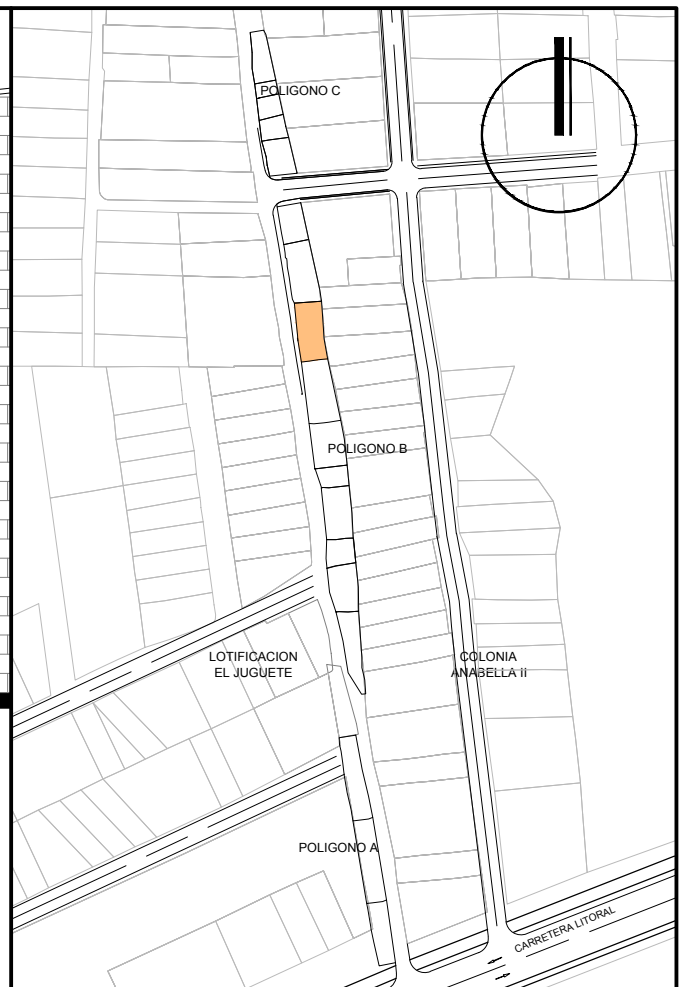 POLIGONO C
POLIGONO B
LOTIFICACION
EL JUGUETE
COLONIA
ANABELLA II
POLIGONO A
CARRETERA LITORAL